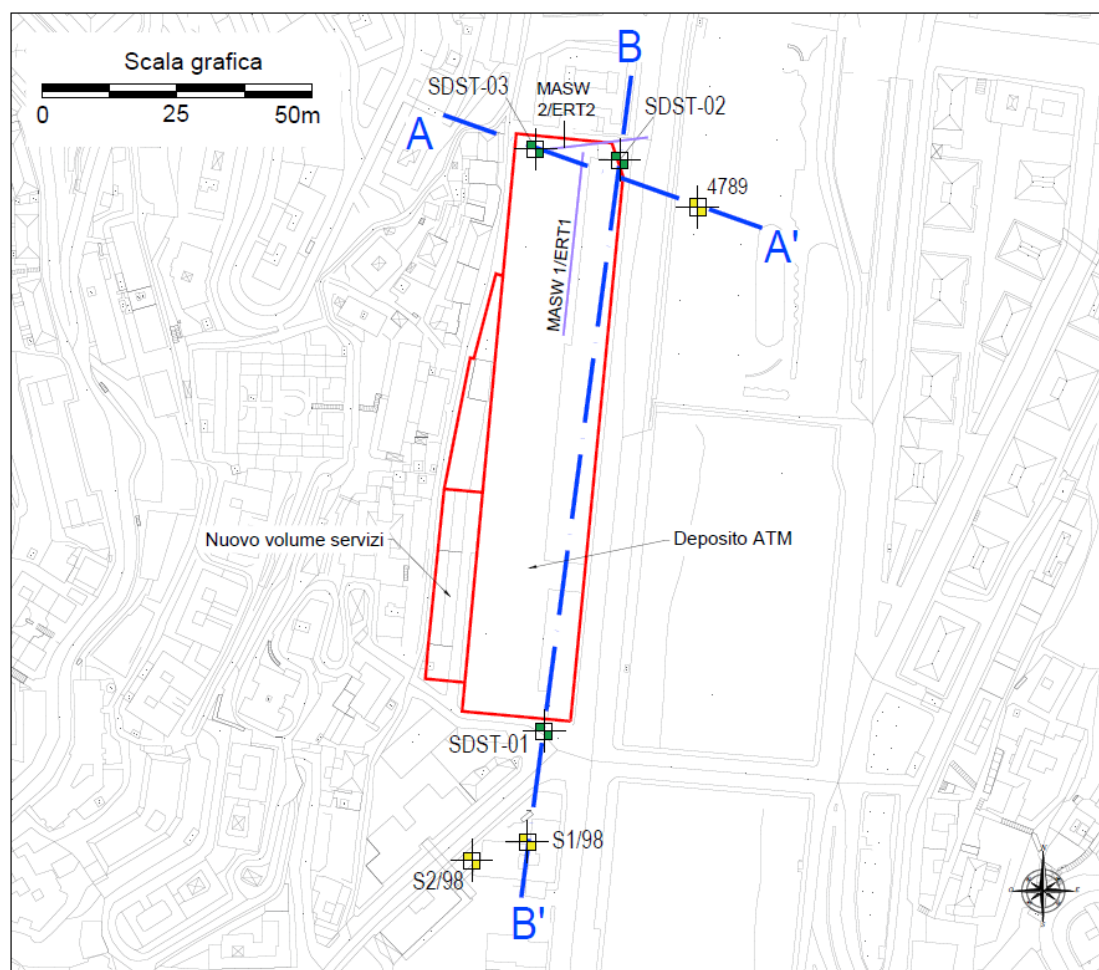 Scala grafica
0 25 50m
B
MASW
2/ERT2
SDST-03
SDST-02
A
4789
A'
MASW 1/ERT1
Nuovo volume servizi
Deposito ATM
SDST-01
S1/98
S2/98
B'
N
O E
S